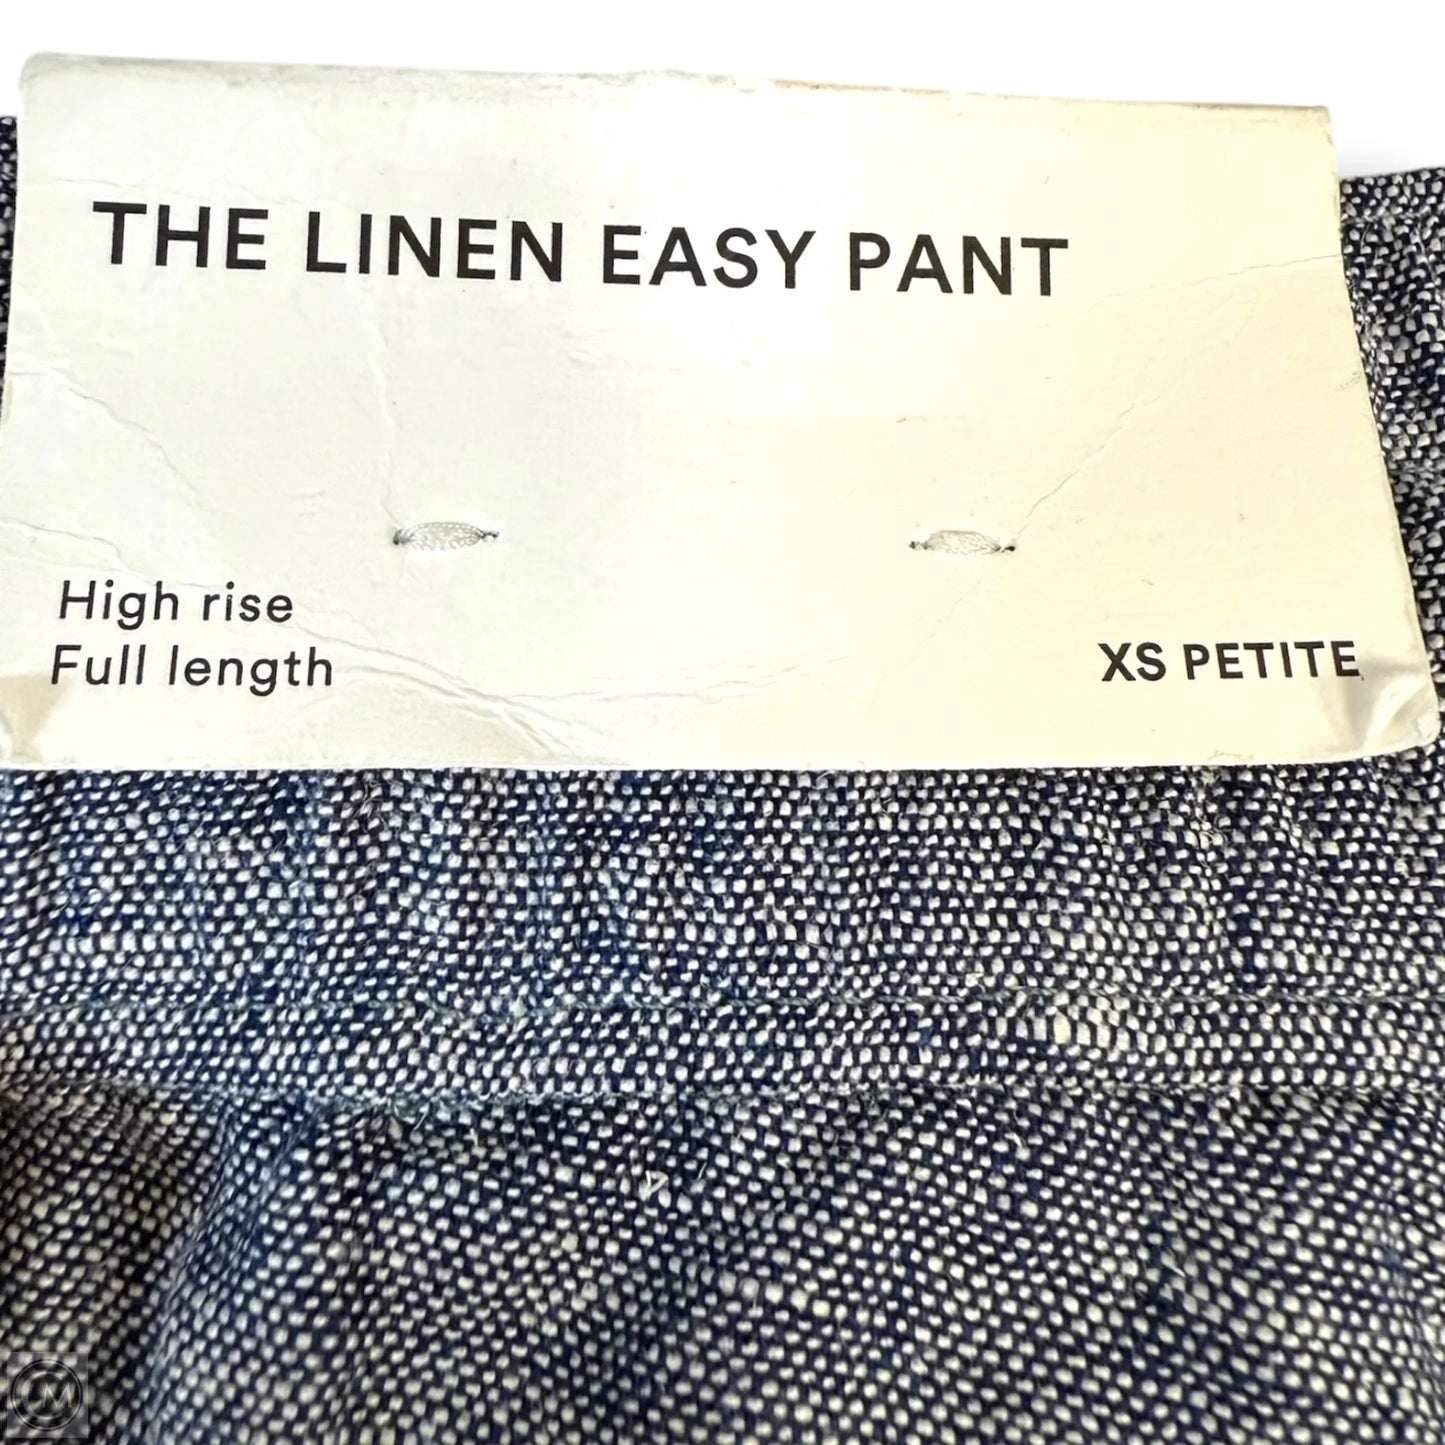 THE LINEN EASY PANT
High rise
Full length
XS PETITE